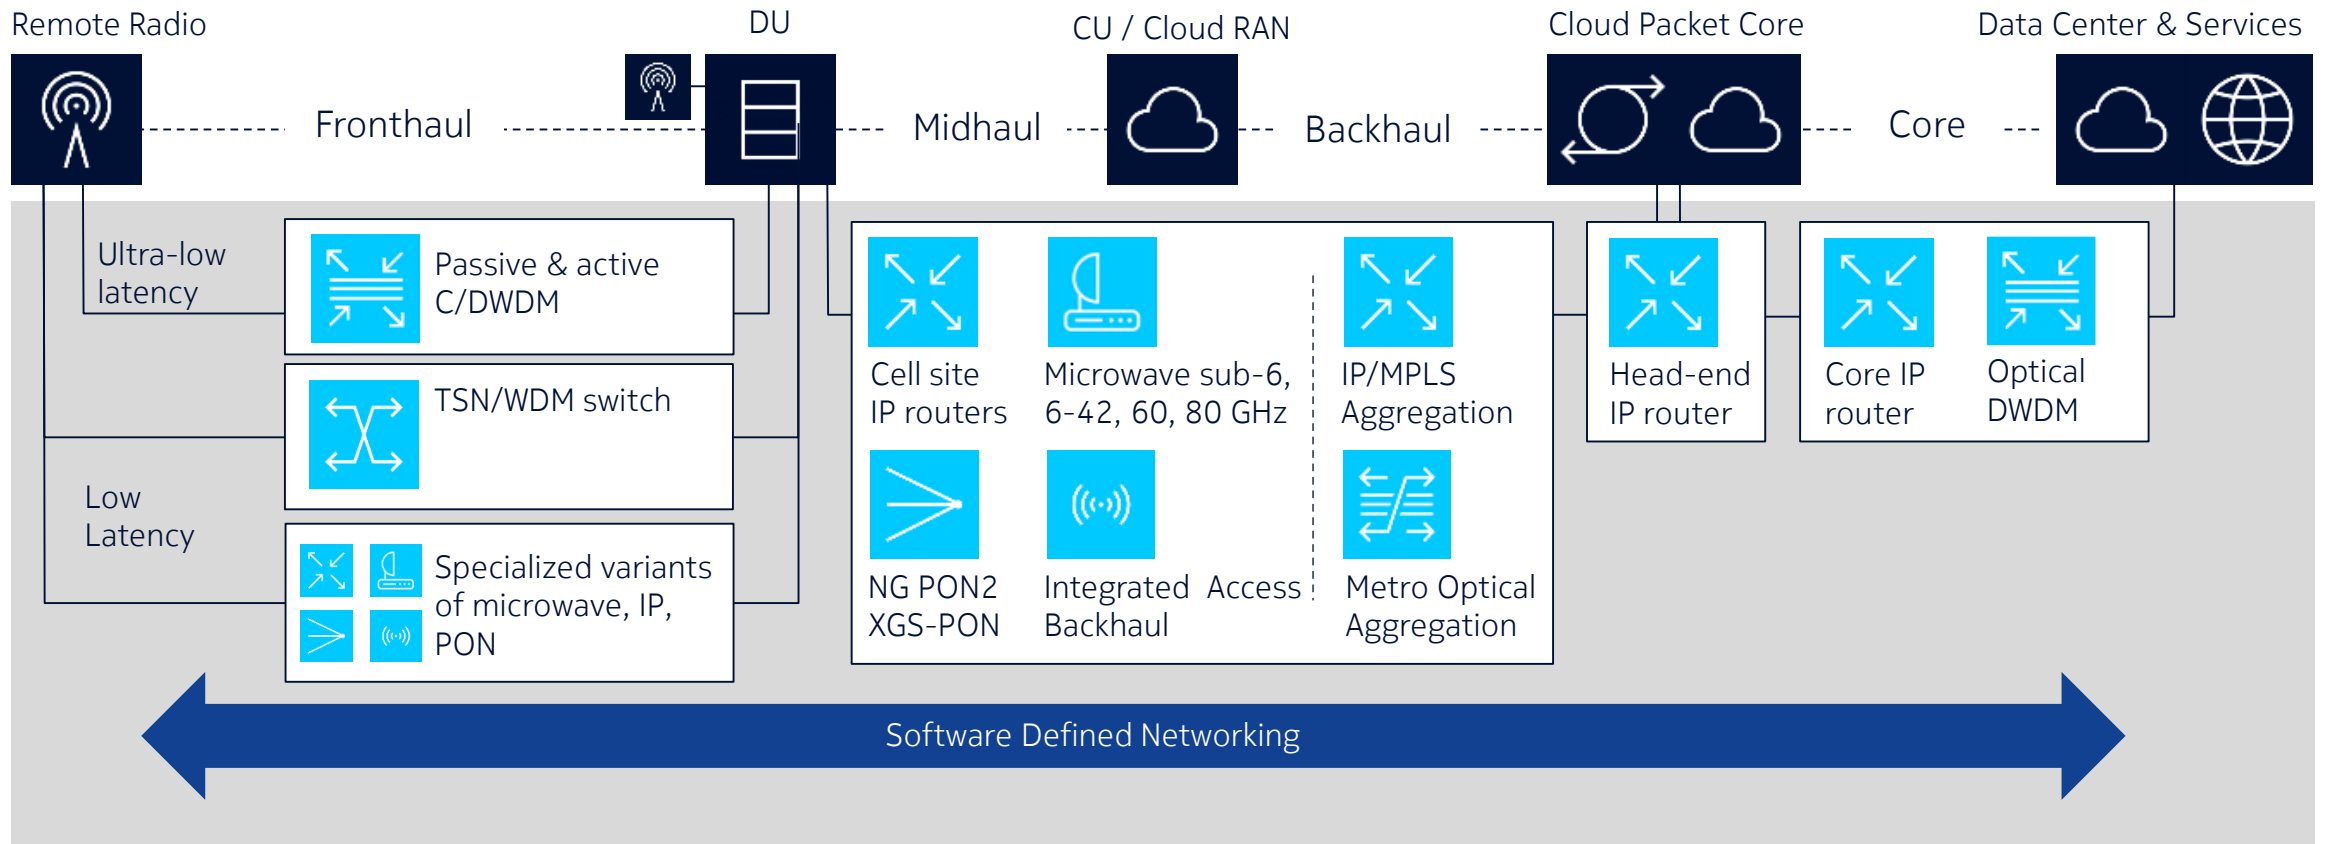 Remote Radio
DU
CU / Cloud RAN
Cloud Packet Core
Data Center & Services
Fronthaul
Midhaul
Backhaul
Core
Ultra-low
latency
Passive & active
C/DWDM
TSN/WDM switch
Low
Latency
Specialized variants
of microwave, IP,
PON
Cell site
IP routers
Microwave sub-6,
6-42, 60, 80 GHz
IP/MPLS
Aggregation
NG PON2
XGS-PON
Integrated Access
Backhaul
Metro Optical
Aggregation
Head-end
IP router
Core IP
router
Optical
DWDM
Software Defined Networking